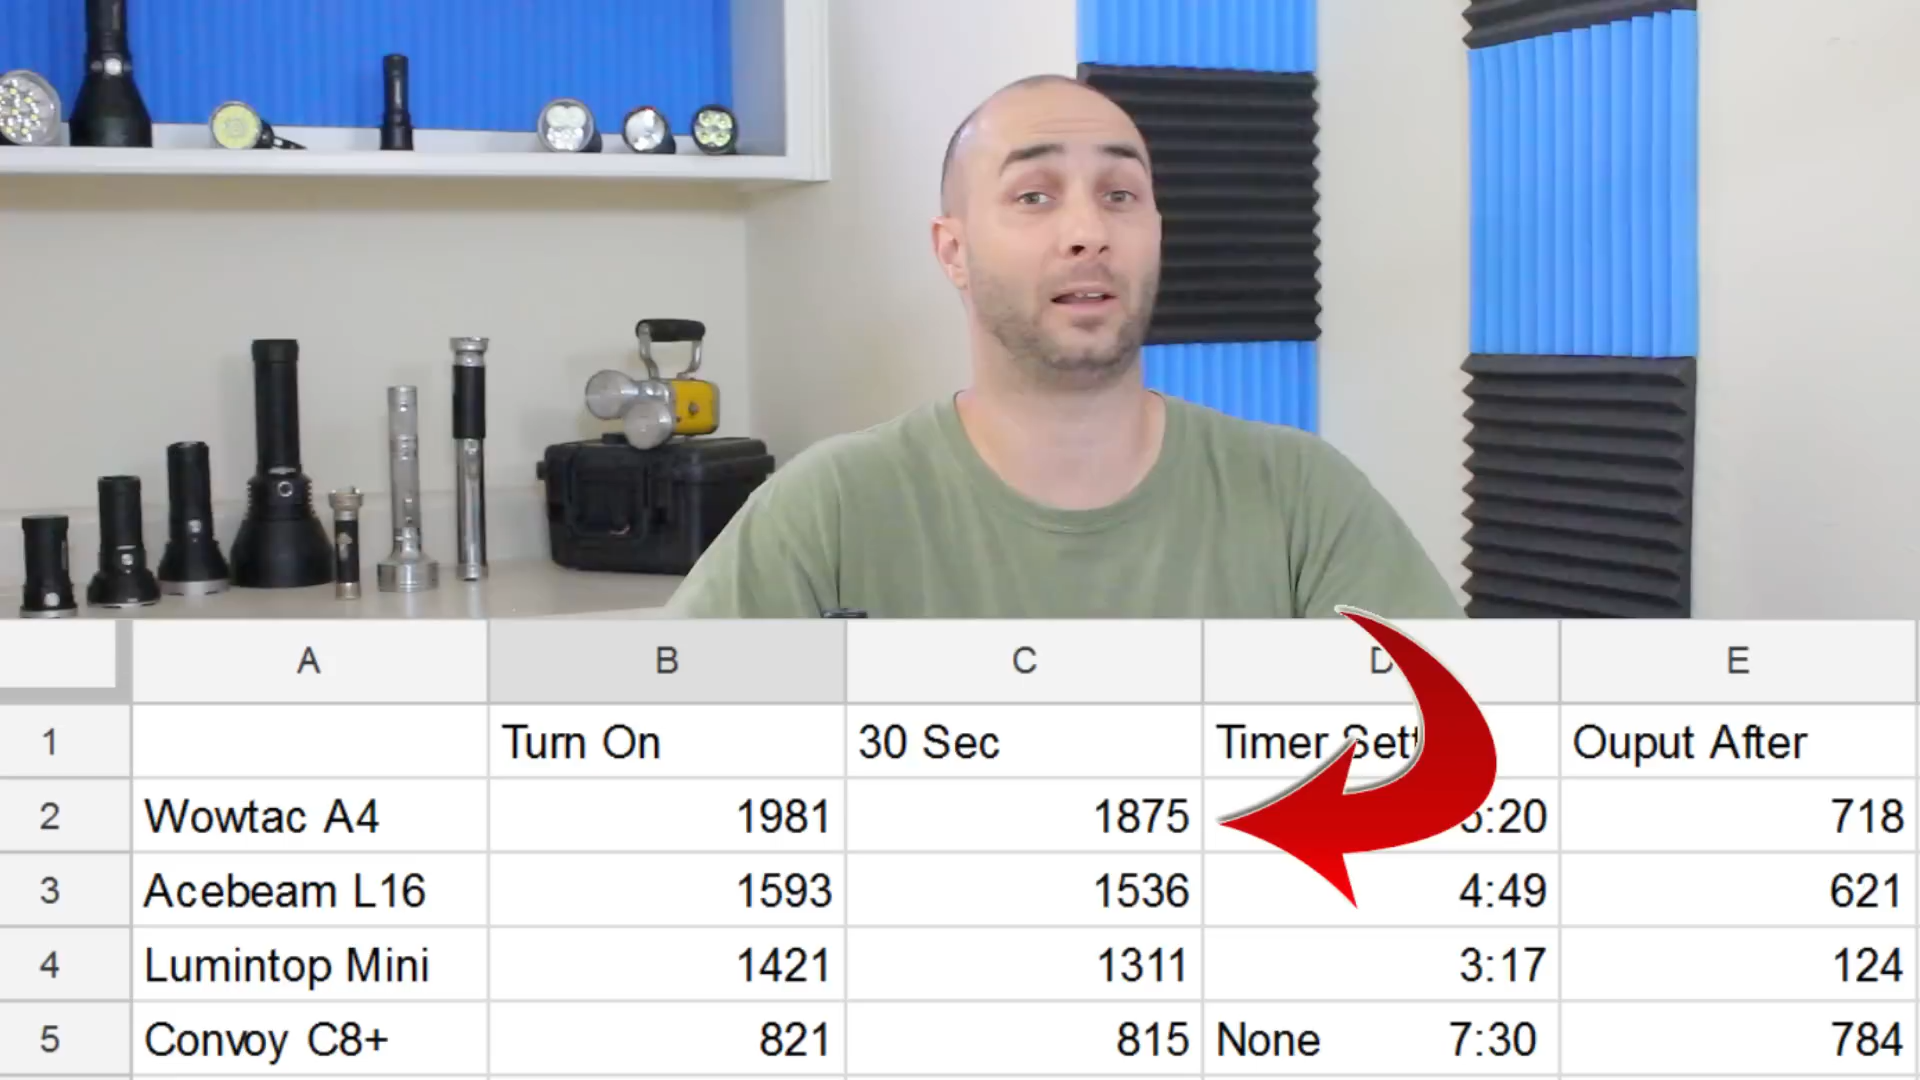 A B C D E
1 Turn On 30 Sec Timer Sett Ouput After
2 Wowtac A4 1981 1875 :20 718
3 Acebeam L16 1593 1536 4:49 621
4 Lumintop Mini 1421 1311 3:17 124
5 Convoy C8+ 821 815 None 7:30 784